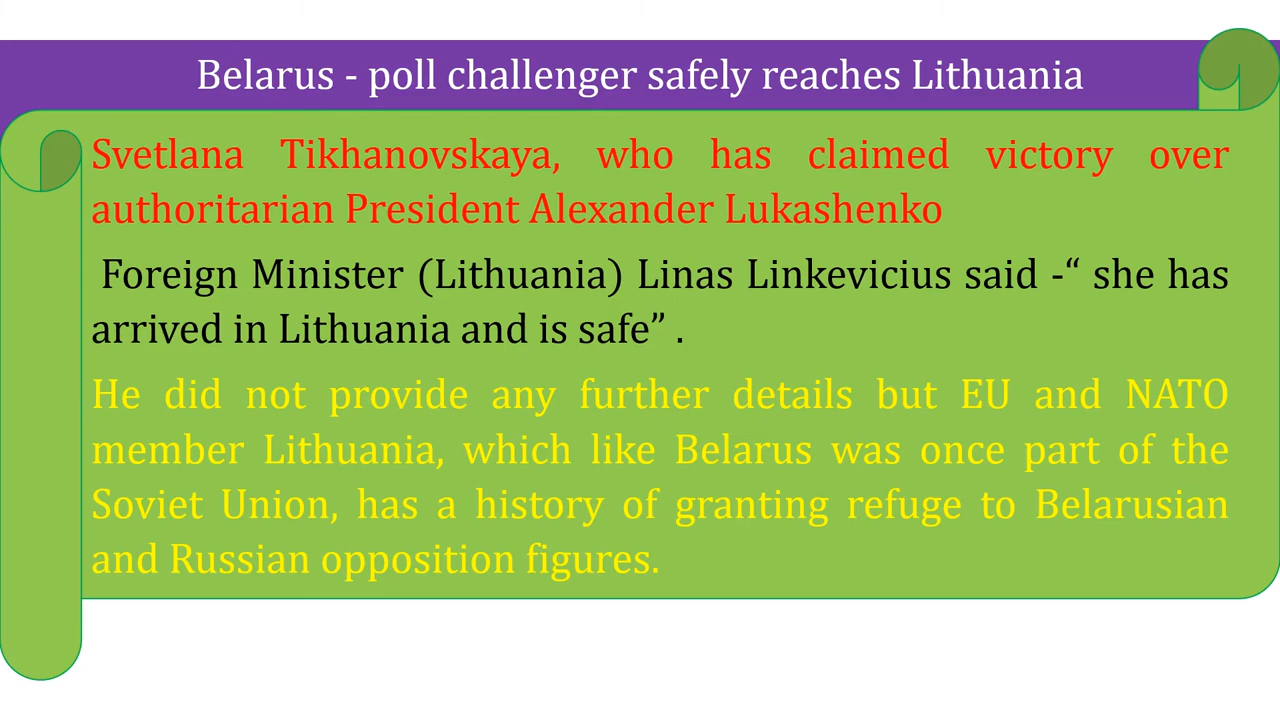 Belarus - poll challenger safely reaches Lithuania
Svetlana Tikhanovskaya, who has claimed victory over
authoritarian President Alexander Lukashenko
Foreign Minister (Lithuania) Linas Linkevicius said -“ she has
arrived in Lithuania and is safe” .
He did not provide any further details but EU and NATO
member Lithuania, which like Belarus was once part of the
Soviet Union, has a history of granting refuge to Belarusian
and Russian opposition figures.